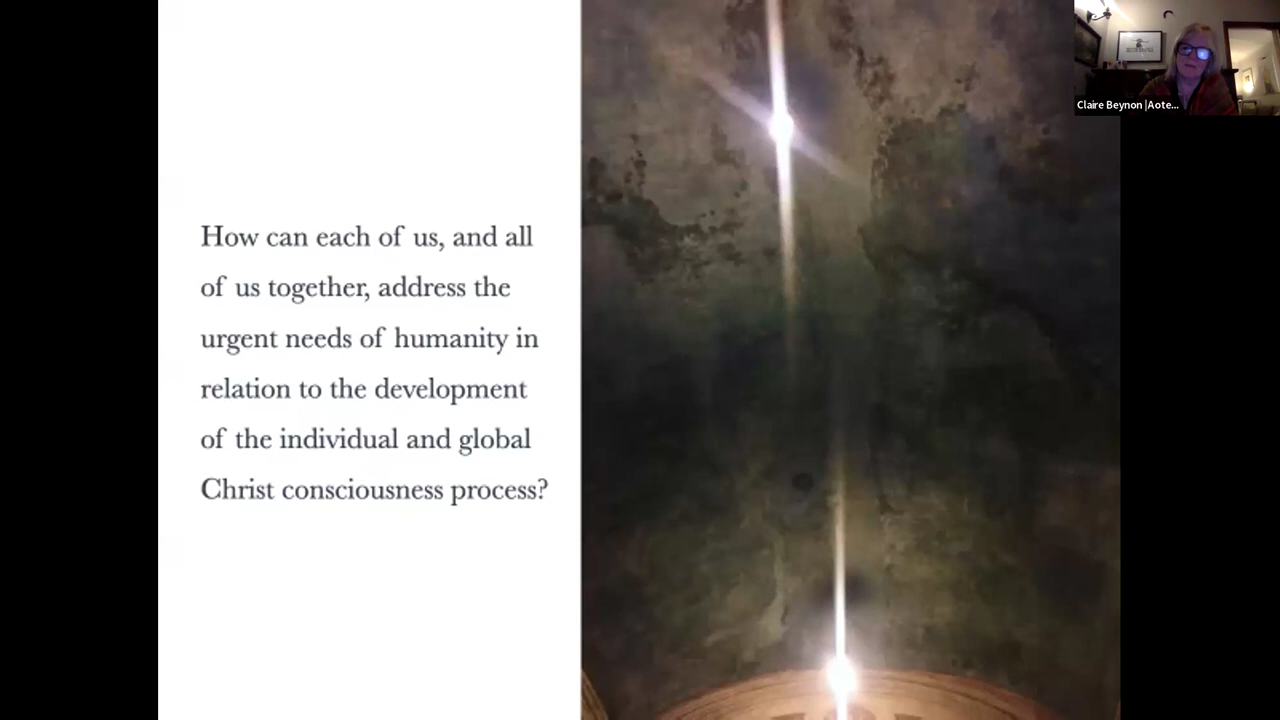 How can each of us, and all
of us together, address the
urgent needs of humanity in
relation to the development
of the individual and global
Christ consciousness process?
Claire Beynon |Aote...